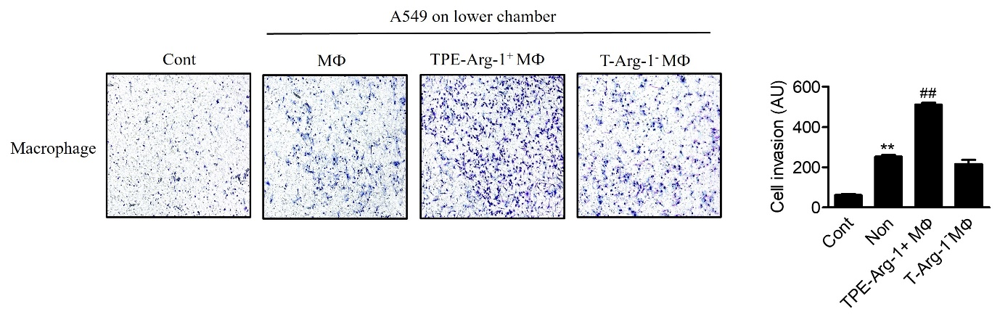 A549 on lower chamber
Cont
MΦ
TPE-Arg-1⁺ MΦ
T-Arg-1⁻ MΦ
Macrophage
Cell invasion (AU)
600
400
200
0
**
##
Cont
Non
TPE-Arg-1+ MΦ
T-Arg-1⁻MΦ